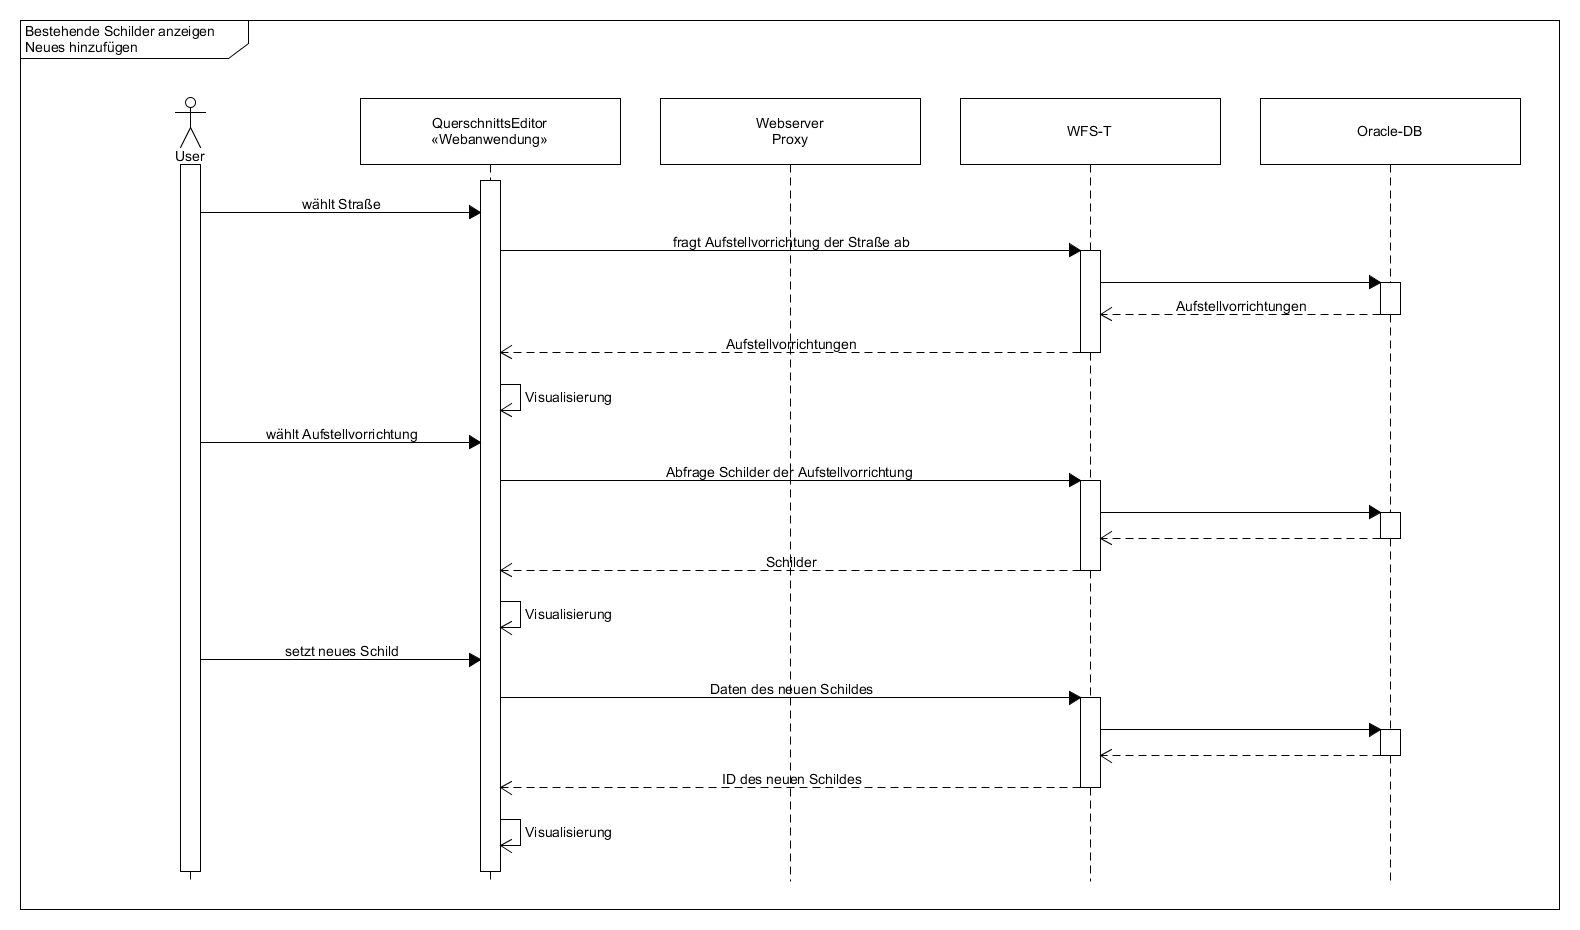 Bestehende Schilder anzeigen
Neues hinzufügen
User
QuerschnittsEditor
«Webanwendung»
Webserver
Proxy
WFS-T
Oracle-DB
wählt Straße
fragt Aufstellvorrichtung der Straße ab
Aufstellvorrichtungen
Aufstellvorrichtungen
Visualisierung
wählt Aufstellvorrichtung
Abfrage Schilder der Aufstellvorrichtung
Schilder
Visualisierung
setzt neues Schild
Daten des neuen Schildes
ID des neuen Schildes
Visualisierung